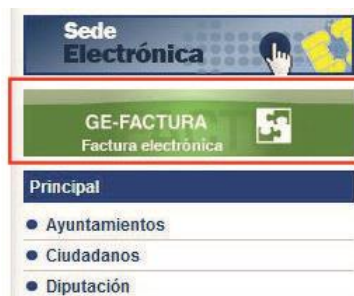 Sede
Electrónica
GE-FACTURA
Factura electrónica
Principal
Ayuntamientos
Ciudadanos
Diputación